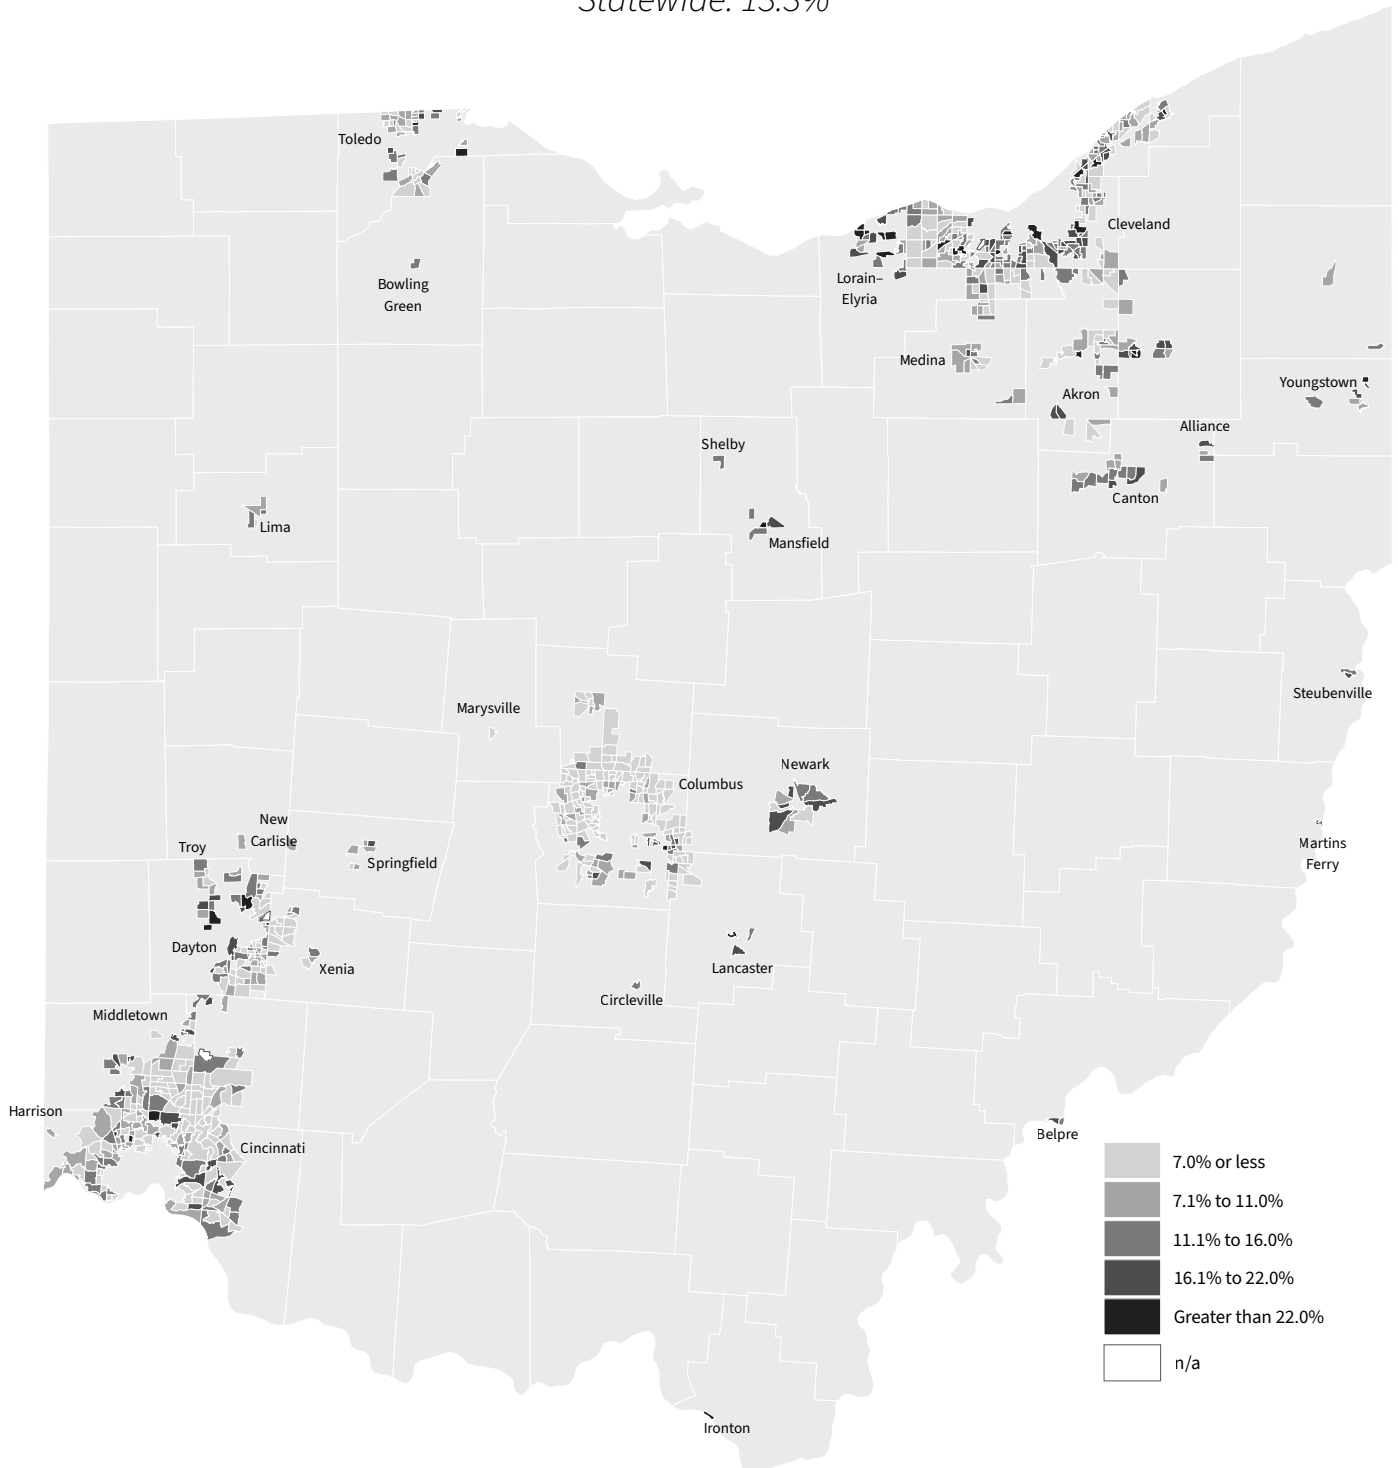 Statewide: 13.3%
Toledo
Cleveland
Bowling
Green
Lorain–
Elyria
Medina
Youngstown
Akron
Alliance
Shelby
Canton
Lima
Mansfield
Steubenville
Marysville
Newark
Columbus
New
Carlisle
Troy
Martins
Ferry
Springfield
Dayton
Xenia
Lancaster
Circleville
Middletown
Harrison
Belpre
Cincinnati
7.0% or less
7.1% to 11.0%
11.1% to 16.0%
16.1% to 22.0%
Greater than 22.0%
n/a
Ironton